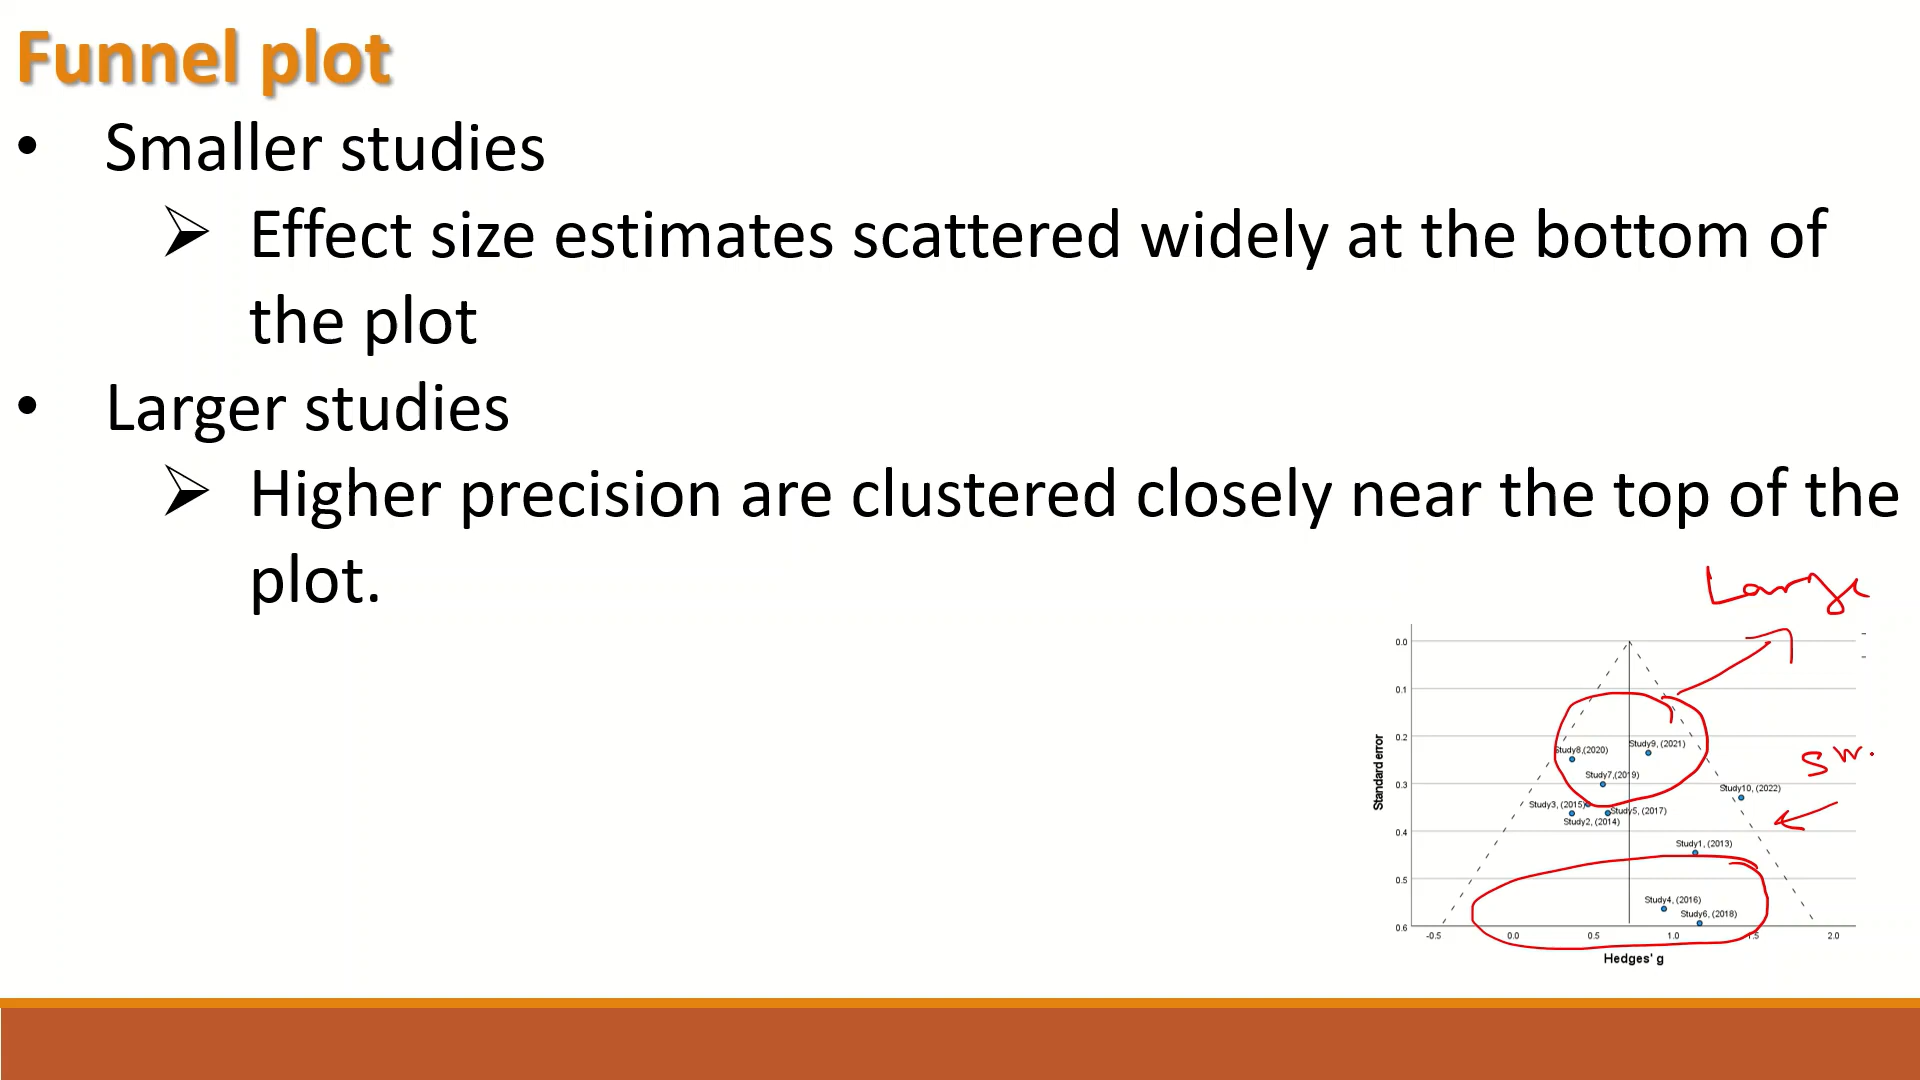 Funnel plot
• Smaller studies
➢ Effect size estimates scattered widely at the bottom of
the plot
• Larger studies
➢ Higher precision are clustered closely near the top of the
plot.
Large
sm.
0.0
0.1
0.2
0.3
0.4
0.5
0.6
Standard error
Study8,(2020)
Study9, (2021)
Study7,(2019)
Study10, (2022)
Study3, (2015)
Study5, (2017)
Study2, (2014)
Study1, (2013)
Study4, (2016)
Study6, (2018)
-0.5 0.0 0.5 1.0 1.5 2.0
Hedges' g